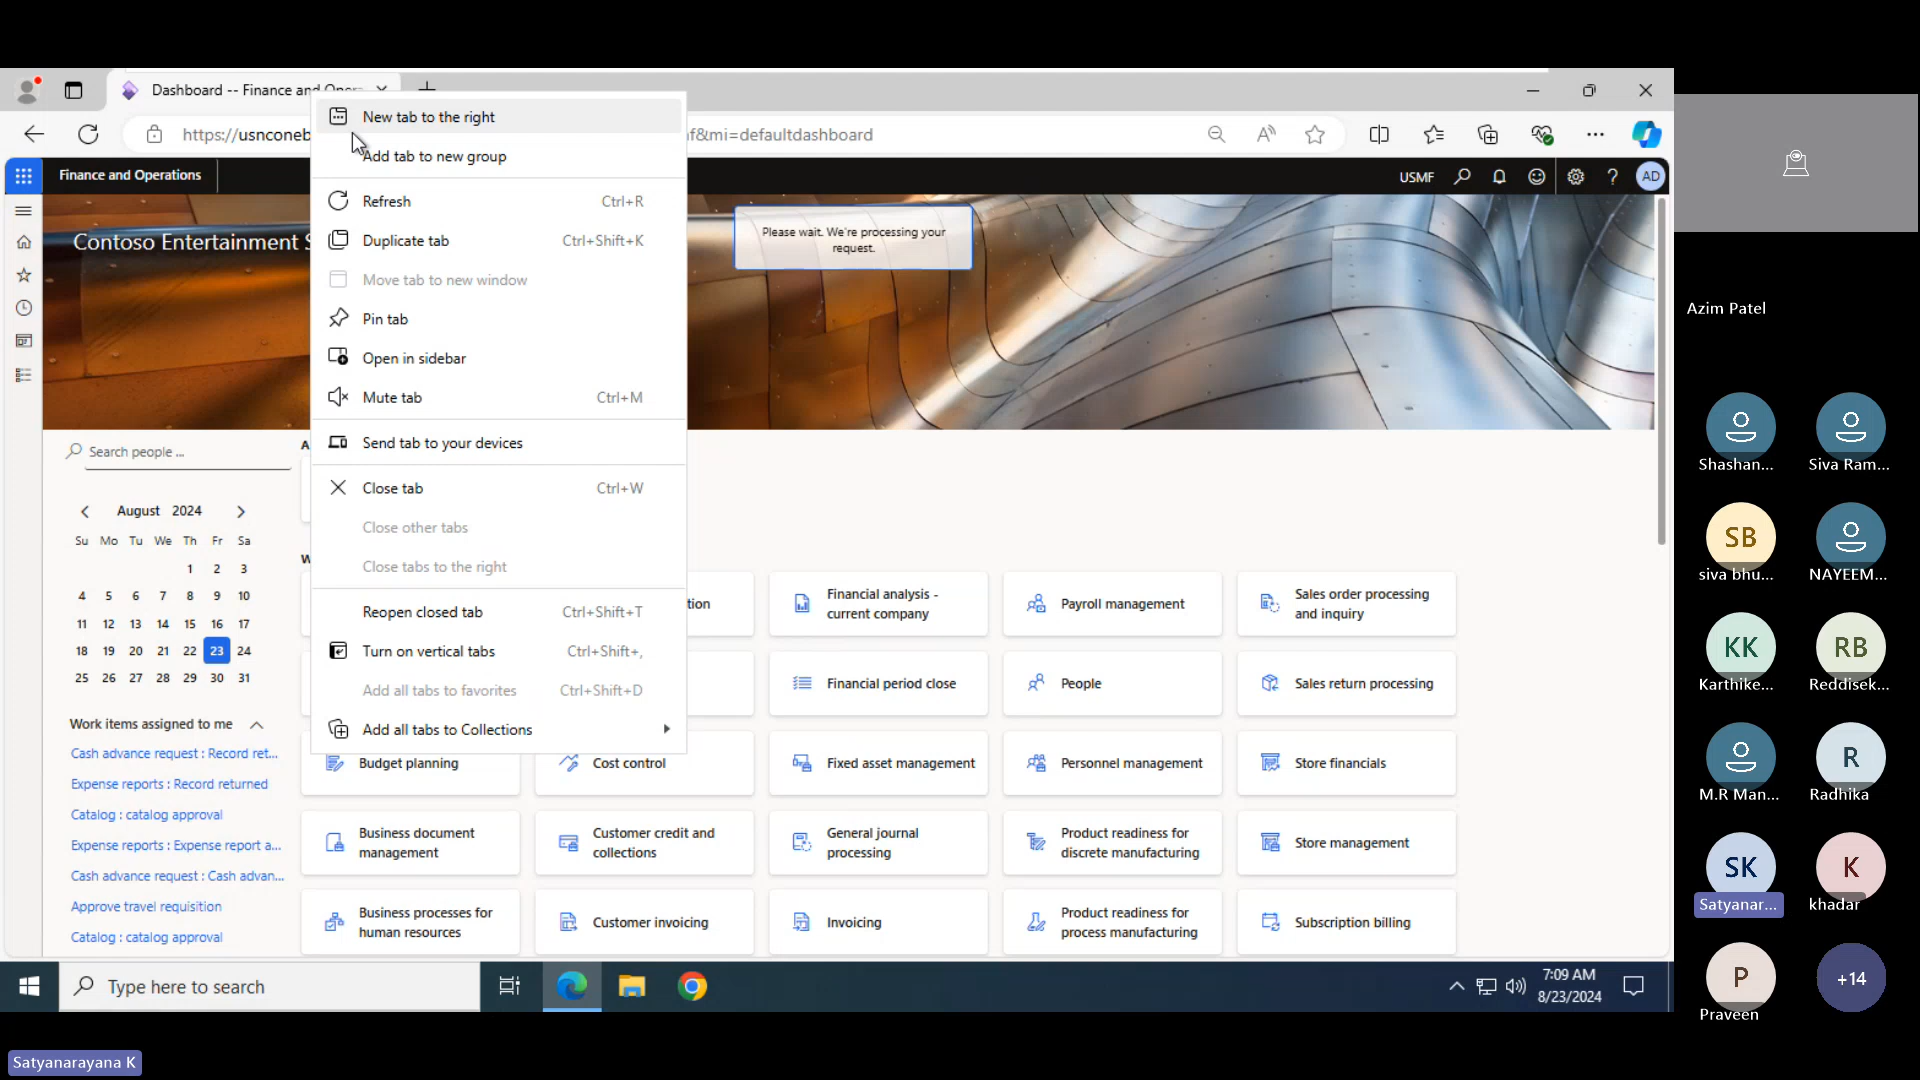 Dashboard -- Finance and Oper
https://usnconeb
f&mi=defaultdashboard
Finance and Operations
USMF
AD
Contoso Entertainment S
Please wait. We're processing your
request.
New tab to the right
Add tab to new group
Refresh Ctrl+R
Duplicate tab Ctrl+Shift+K
Move tab to new window
Pin tab
Open in sidebar
Mute tab Ctrl+M
Send tab to your devices
Close tab Ctrl+W
Close other tabs
Close tabs to the right
Reopen closed tab Ctrl+Shift+T
Turn on vertical tabs Ctrl+Shift+,
Add all tabs to favorites Ctrl+Shift+D
Add all tabs to Collections
Search people ...
August 2024
Su Mo Tu We Th Fr Sa
1 2 3
4 5 6 7 8 9 10
11 12 13 14 15 16 17
18 19 20 21 22 23 24
25 26 27 28 29 30 31
Work items assigned to me
Cash advance request : Record ret...
Expense reports : Record returned
Catalog : catalog approval
Expense reports : Expense report a...
Cash advance request : Cash advan...
Approve travel requisition
Catalog : catalog approval
A
W
tion
Financial analysis -
current company
Payroll management
Sales order processing
and inquiry
Financial period close
People
Sales return processing
Budget planning
Cost control
Fixed asset management
Personnel management
Store financials
Business document
management
Customer credit and
collections
General journal
processing
Product readiness for
discrete manufacturing
Store management
Business processes for
human resources
Customer invoicing
Invoicing
Product readiness for
process manufacturing
Subscription billing
Type here to search
7:09 AM
8/23/2024
Azim Patel
Shashan...
Siva Ram...
SB
siva bhu...
NAYEEM...
KK
Karthike...
RB
Reddisek...
M.R Man...
R
Radhika
SK
Satyanar...
K
khadar
P
Praveen
+14
Satyanarayana K